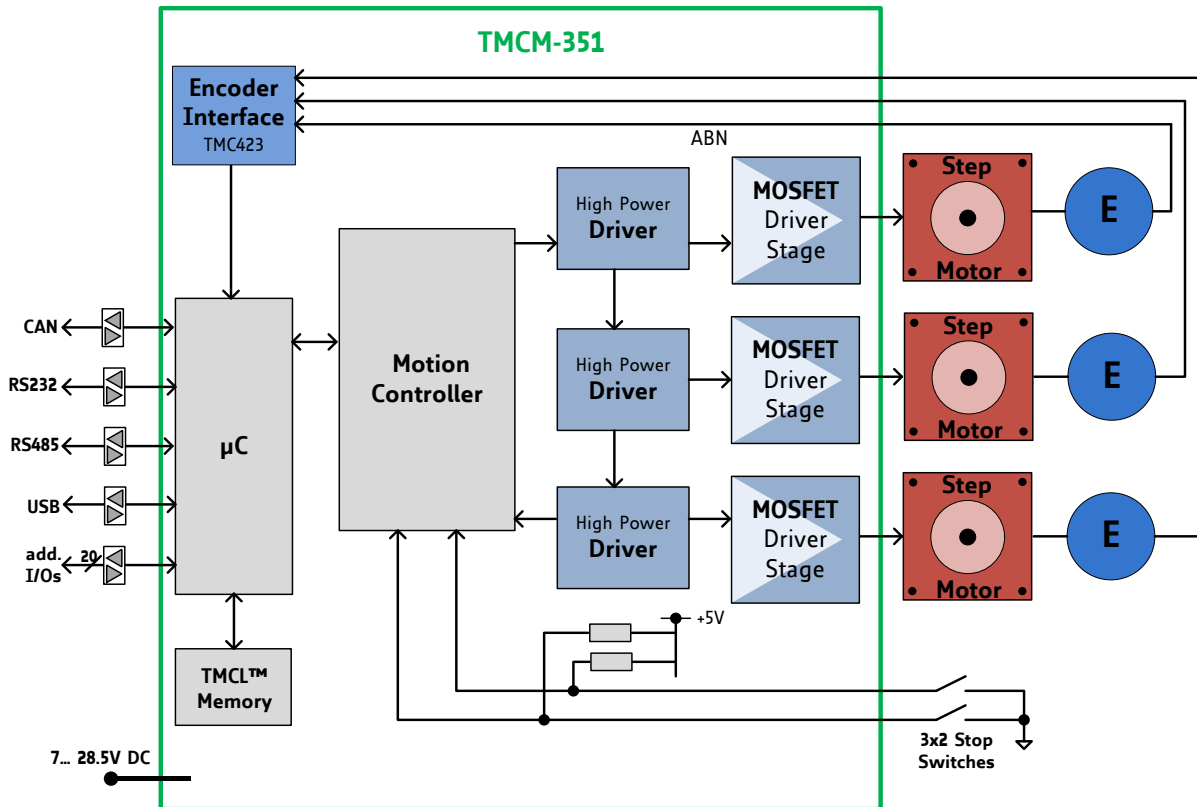 TMCM-351
Encoder
Interface
TMC423
ABN
High Power
Driver
MOSFET
Driver
Stage
Step
Motor
E
Motion
Controller
High Power
Driver
MOSFET
Driver
Stage
Step
Motor
E
High Power
Driver
MOSFET
Driver
Stage
Step
Motor
E
CAN
RS232
RS485
USB
add.
I/Os
20
µC
+5V
TMCL™
Memory
3x2 Stop
Switches
7... 28.5V DC